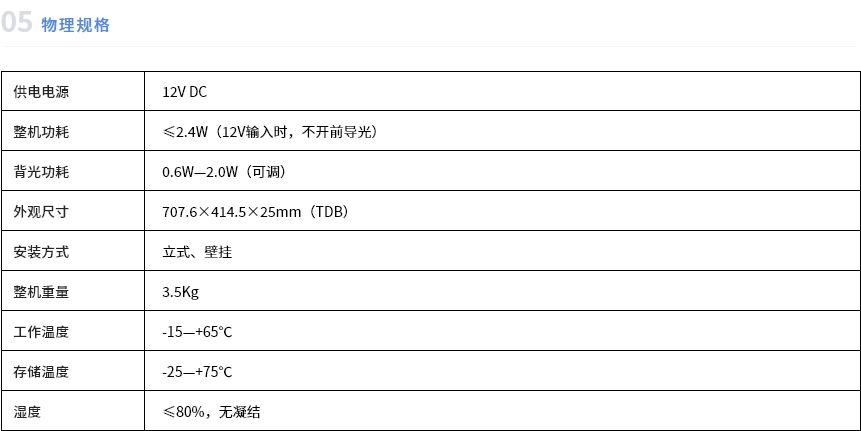 05 物理规格
供电电源 12V DC
整机功耗 ≤2.4W（12V输入时，不开前导光）
背光功耗 0.6W—2.0W（可调）
外观尺寸 707.6×414.5×25mm（TDB）
安装方式 立式、壁挂
整机重量 3.5Kg
工作温度 -15—+65℃
存储温度 -25—+75℃
湿度 ≤80%，无凝结